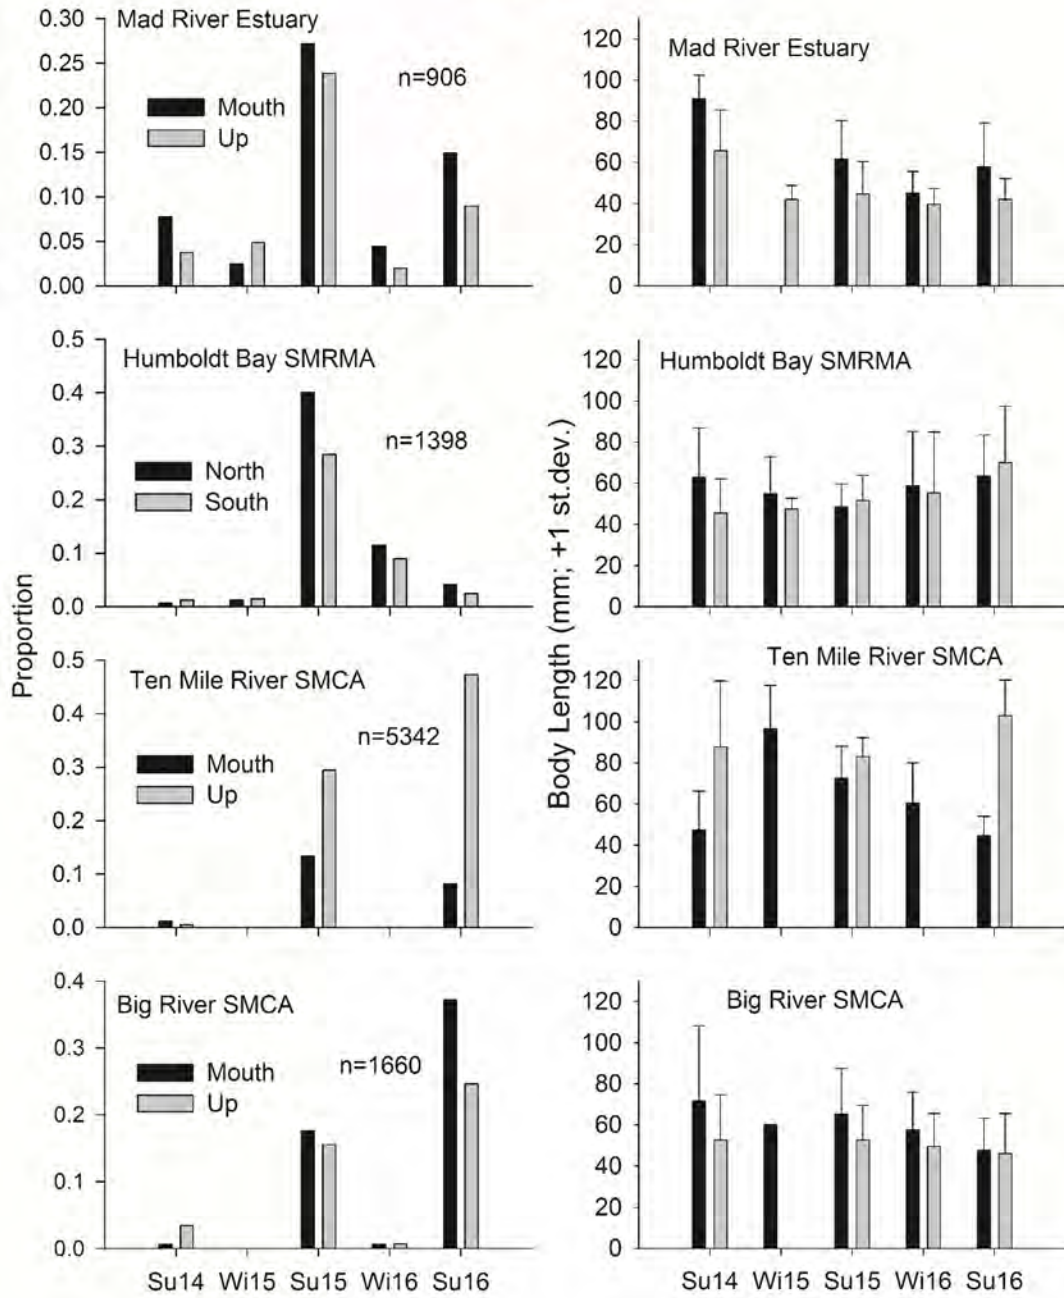 Mad River Estuary
n=906
Mouth
Up
0.30
0.25
0.20
0.15
0.10
0.05
0.00
Mad River Estuary
120
100
80
60
40
20
0
Humboldt Bay SMRMA
n=1398
North
South
0.5
0.4
0.3
0.2
0.1
0.0
Humboldt Bay SMRMA
120
100
80
60
40
20
0
Proportion
Body Length (mm; +1 st.dev.)
Ten Mile River SMCA
n=5342
Mouth
Up
0.5
0.4
0.3
0.2
0.1
0.0
Ten Mile River SMCA
120
100
80
60
40
20
0
Big River SMCA
n=1660
Mouth
Up
0.4
0.3
0.2
0.1
0.0
Su14 Wi15 Su15 Wi16 Su16
Big River SMCA
120
100
80
60
40
20
0
Su14 Wi15 Su15 Wi16 Su16